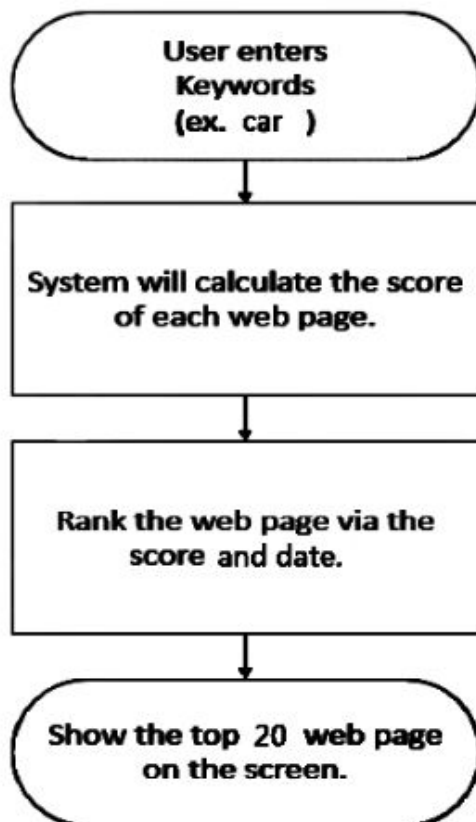 User enters
Keywords
(ex. car )
System will calculate the score
of each web page.
Rank the web page via the
score and date.
Show the top 20 web page
on the screen.